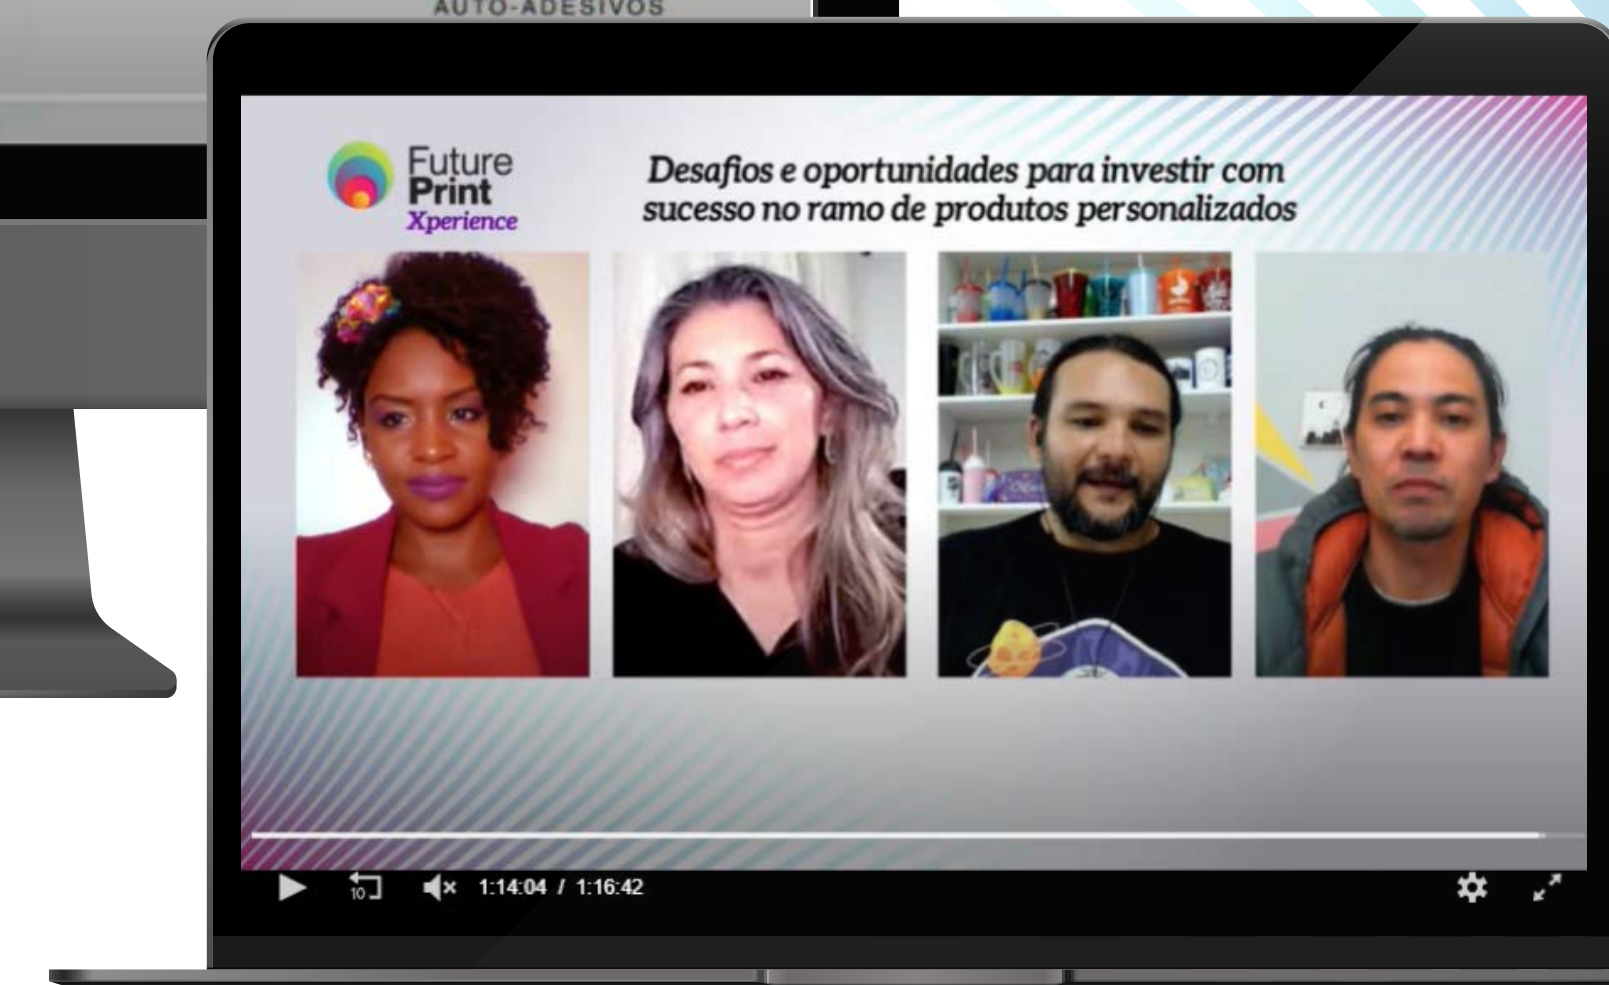 AUTO-ADESIVOS
Future
Print
Xperience
Desafios e oportunidades para investir com
sucesso no ramo de produtos personalizados
10
1:14:04 / 1:16:42